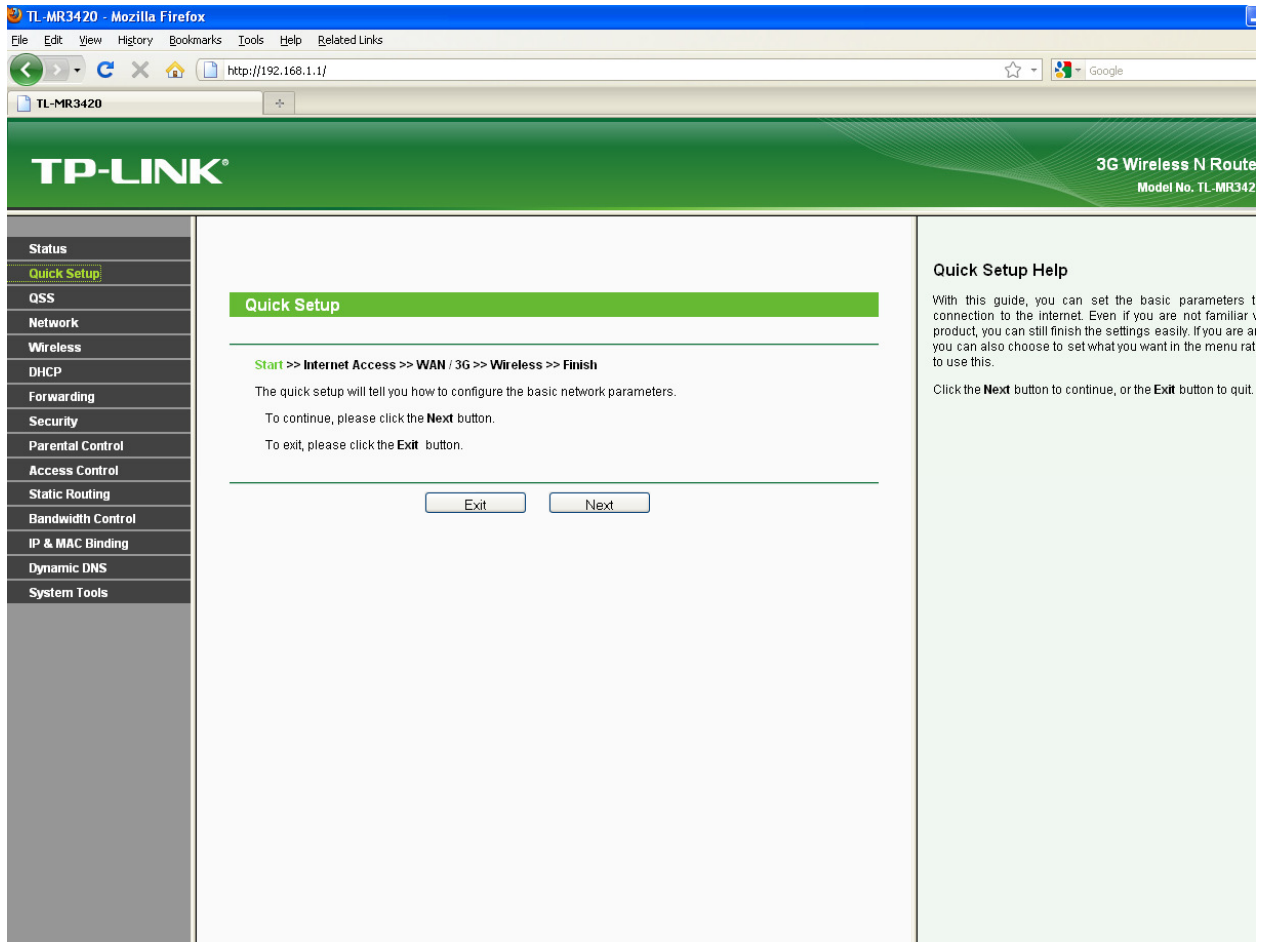 TL-MR3420 - Mozilla Firefox
File Edit View History Bookmarks Tools Help Related Links
http://192.168.1.1/
Google
TL-MR3420
TP-LINK®
3G Wireless N Route
Model No. TL-MR342
Status
Quick Setup
QSS
Network
Wireless
DHCP
Forwarding
Security
Parental Control
Access Control
Static Routing
Bandwidth Control
IP & MAC Binding
Dynamic DNS
System Tools
Quick Setup
Start >> Internet Access >> WAN / 3G >> Wireless >> Finish
The quick setup will tell you how to configure the basic network parameters.
To continue, please click the Next button.
To exit, please click the Exit button.
Exit Next
Quick Setup Help
With this guide, you can set the basic parameters t
connection to the internet. Even if you are not familiar
product, you can still finish the settings easily. If you are
you can also choose to set what you want in the menu rat
to use this.
Click the Next button to continue, or the Exit button to quit.